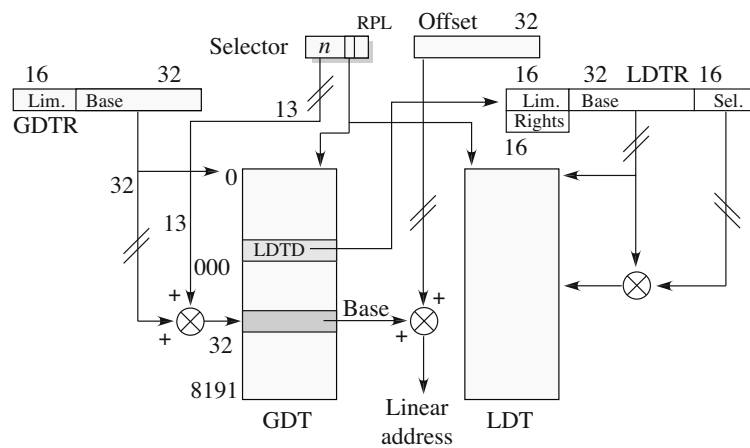 RPL
Offset 32
Selector n
16 32
16 32 LDTR 16
Lim. Base
Lim. Base Sel.
GDTR
13
Rights
16
32
0
13
LDTD
000
+
+
+
Base
+
32
8191
GDT
Linear
address
LDT